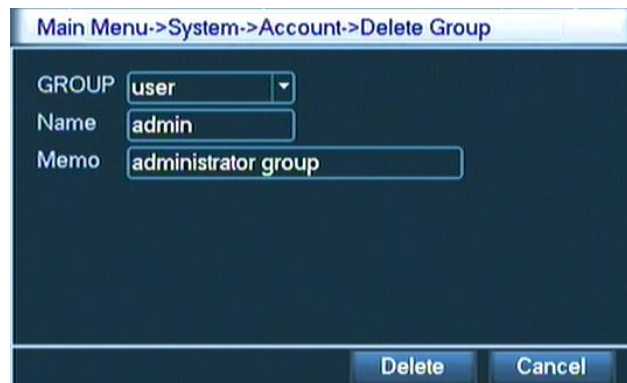 Main Menu->System->Account->Delete Group
GROUP user
Name admin
Memo administrator group
Delete Cancel